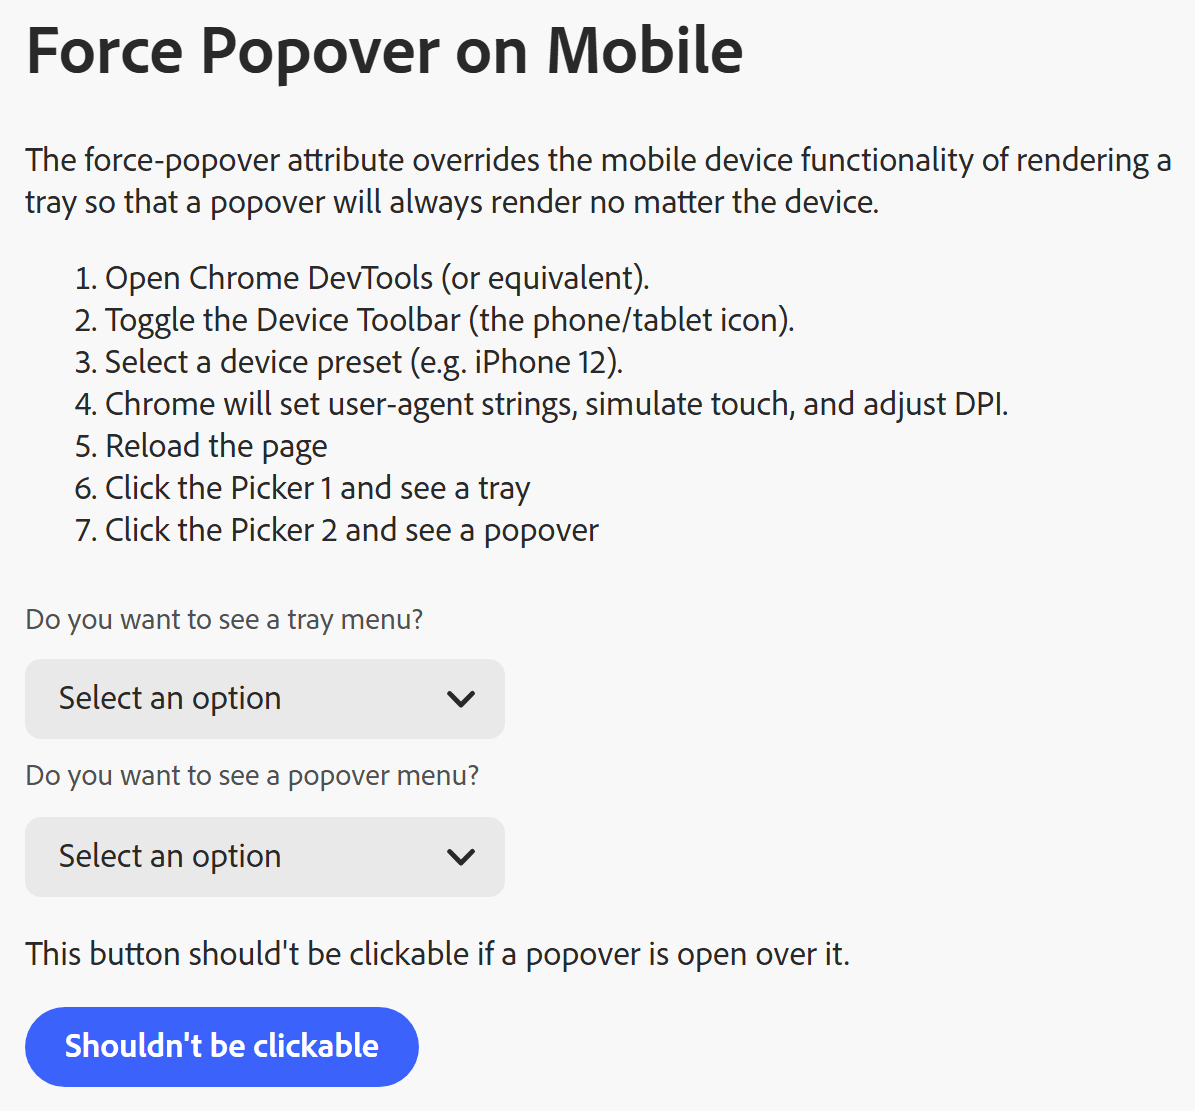 Force Popover on Mobile
The force-popover attribute overrides the mobile device functionality of rendering a
tray so that a popover will always render no matter the device.
1. Open Chrome DevTools (or equivalent).
2. Toggle the Device Toolbar (the phone/tablet icon).
3. Select a device preset (e.g. iPhone 12).
4. Chrome will set user-agent strings, simulate touch, and adjust DPI.
5. Reload the page
6. Click the Picker 1 and see a tray
7. Click the Picker 2 and see a popover
Do you want to see a tray menu?
Select an option
Do you want to see a popover menu?
Select an option
This button should't be clickable if a popover is open over it.
Shouldn't be clickable